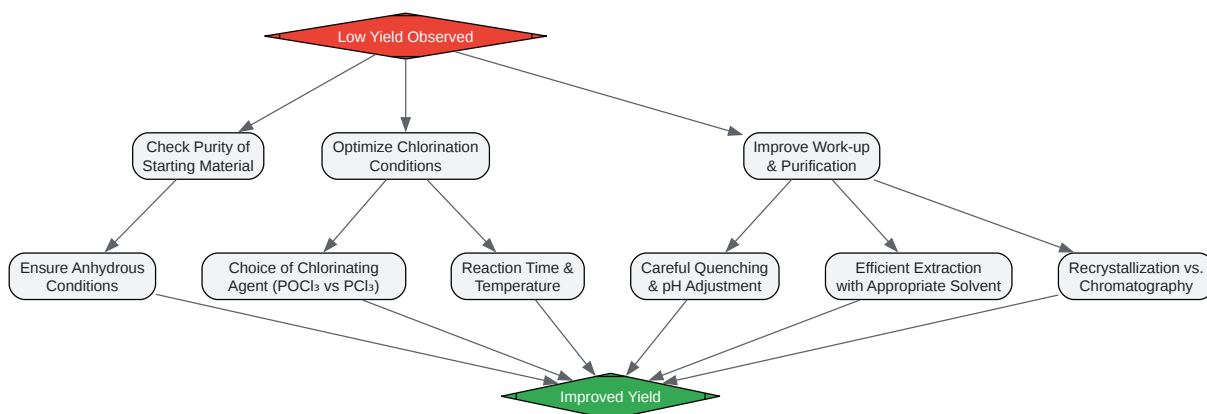 Low Yield Observed
Check Purity of
Starting Material
Optimize Chlorination
Conditions
Improve Work-up
& Purification
Ensure Anhydrous
Conditions
Choice of Chlorinating
Agent (POCl₃ vs PCl₃)
Reaction Time &
Temperature
Careful Quenching
& pH Adjustment
Efficient Extraction
with Appropriate Solvent
Recrystallization vs.
Chromatography
Improved Yield